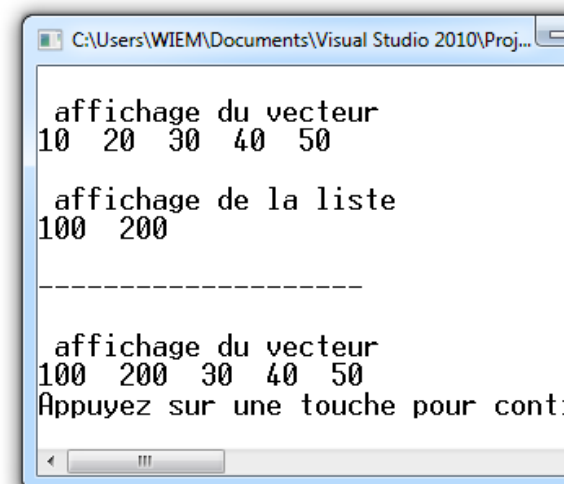 C:\Users\WIEM\Documents\Visual Studio 2010\Proj...
affichage du vecteur
10 20 30 40 50
affichage de la liste
100 200
--------------------
affichage du vecteur
100 200 30 40 50
Appuyez sur une touche pour conti